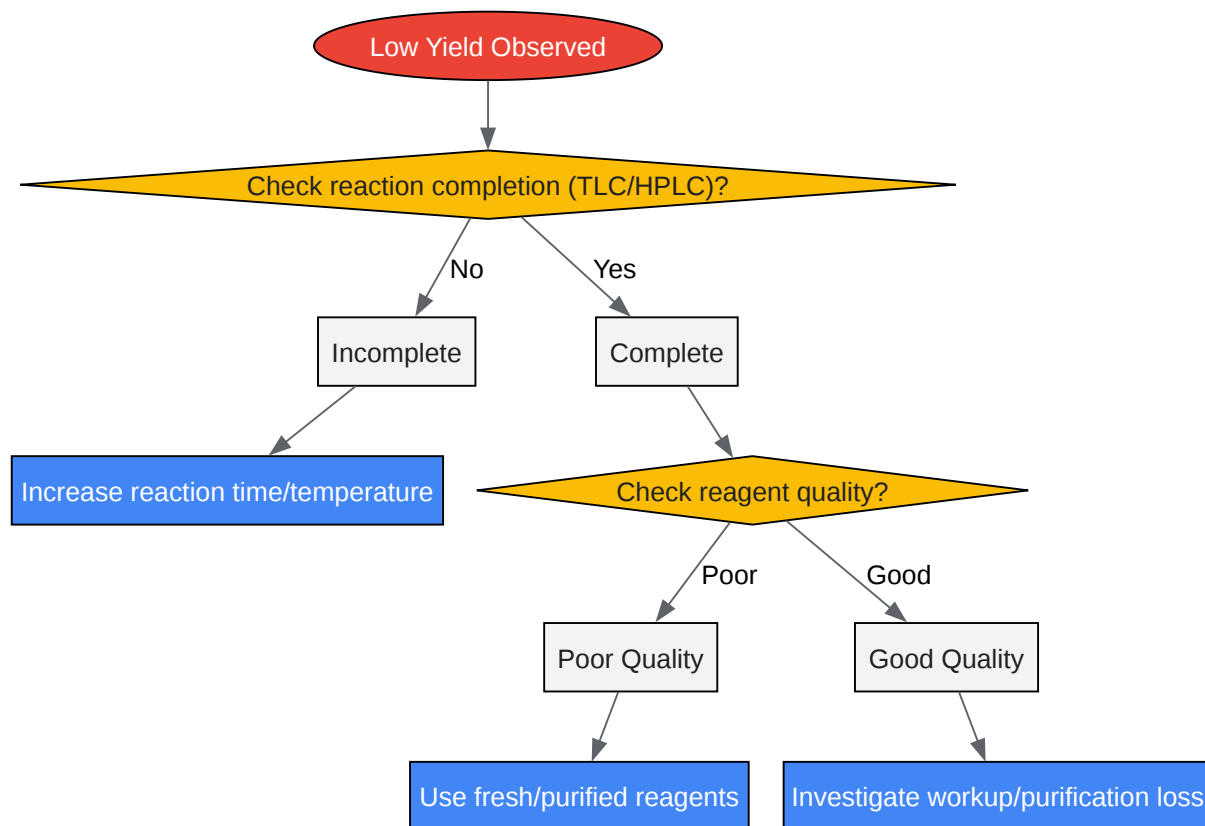 Low Yield Observed
Check reaction completion (TLC/HPLC)?
No
Yes
Incomplete
Complete
Increase reaction time/temperature
Check reagent quality?
Poor
Good
Poor Quality
Good Quality
Use fresh/purified reagents
Investigate workup/purification loss